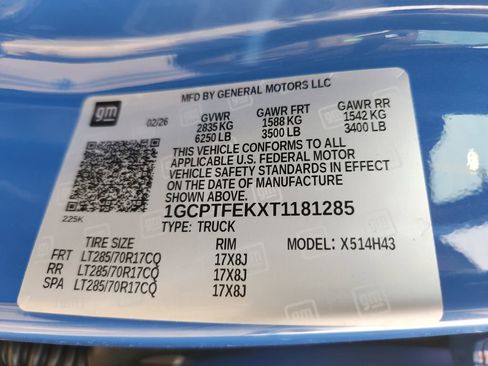 MFD BY GENERAL MOTORS LLC
gm
02/26
GVWR GAWR FRT GAWR RR
2835 KG 1588 KG 1542 KG
6250 LB 3500 LB 3400 LB
THIS VEHICLE CONFORMS TO ALL
APPLICABLE U.S. FEDERAL MOTOR
VEHICLE SAFETY STANDARDS IN EFFECT
ON THE DATE OF MANUFACTURE
225K
1GCPTFEKXT1181285
TYPE: TRUCK
TIRE SIZE RIM MODEL: X514H43
FRT LT285/70R17CQ 17X8J
RR LT285/70R17CQ 17X8J
SPA LT285/70R17CQ 17X8J